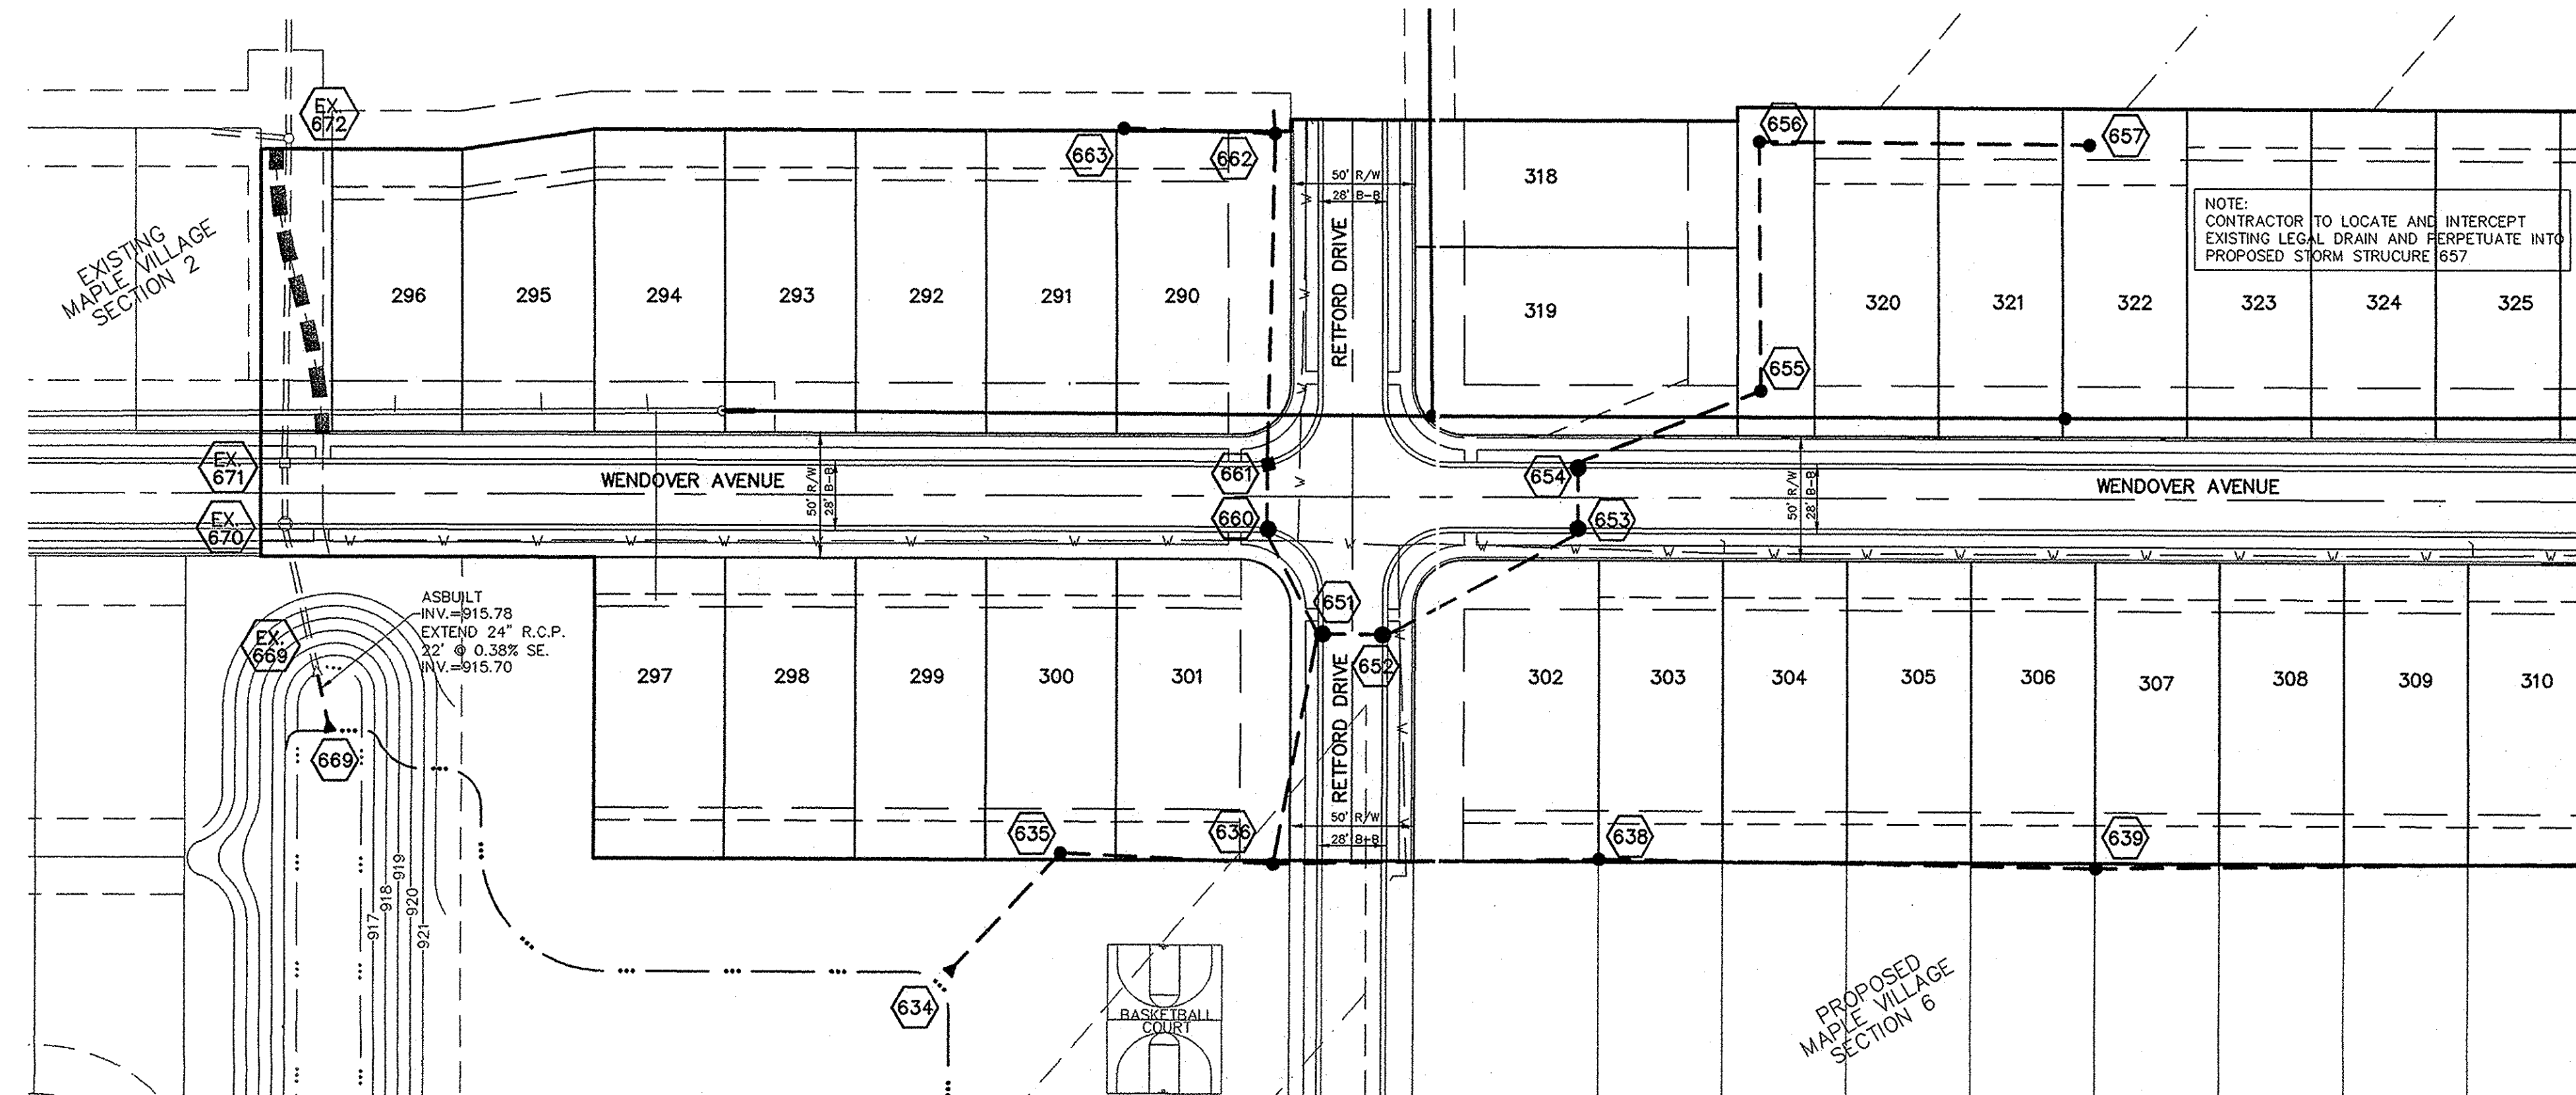 EX.
672
663
662
656
657
318
50' R/W
28' B-B
RETFORD DRIVE
EXISTING
MAPLE VILLAGE
SECTION 2
NOTE:
CONTRACTOR TO LOCATE AND INTERCEPT
EXISTING LEGAL DRAIN AND PERPETUATE INTO
PROPOSED STORM STRUCURE 657
296
295
294
293
292
291
290
319
320
321
322
323
324
325
655
EX.
671
WENDOVER AVENUE
50' R/W
28' B-B
661
654
50' R/W
28' B-B
WENDOVER AVENUE
EX.
670
660
653
W W W W W W W W W
W W W W W W W W W W W W W
ASBUILT
INV.=915.78
EXTEND 24" R.C.P.
22' @ 0.38% SE.
INV.=915.70
651
EX.
669
652
297
298
299
300
301
RETFORD DRIVE
302
303
304
305
306
307
308
309
310
669
635
636
50' R/W
28' B-B
638
639
917
918
919
920
921
634
BASKETBALL
COURT
PROPOSED
MAPLE VILLAGE
SECTION 6